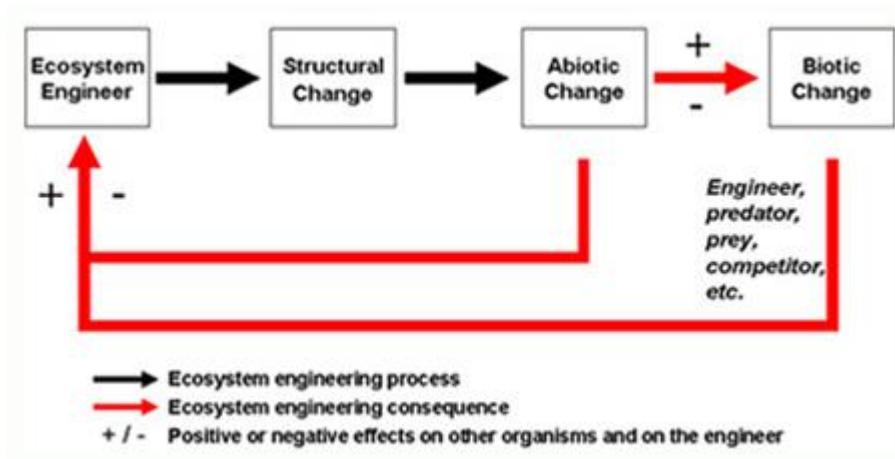 Ecosystem
Engineer
Structural
Change
Abiotic
Change
+
-
Biotic
Change
+ -
Engineer,
predator,
prey,
competitor,
etc.
Ecosystem engineering process
Ecosystem engineering consequence
+ / - Positive or negative effects on other organisms and on the engineer